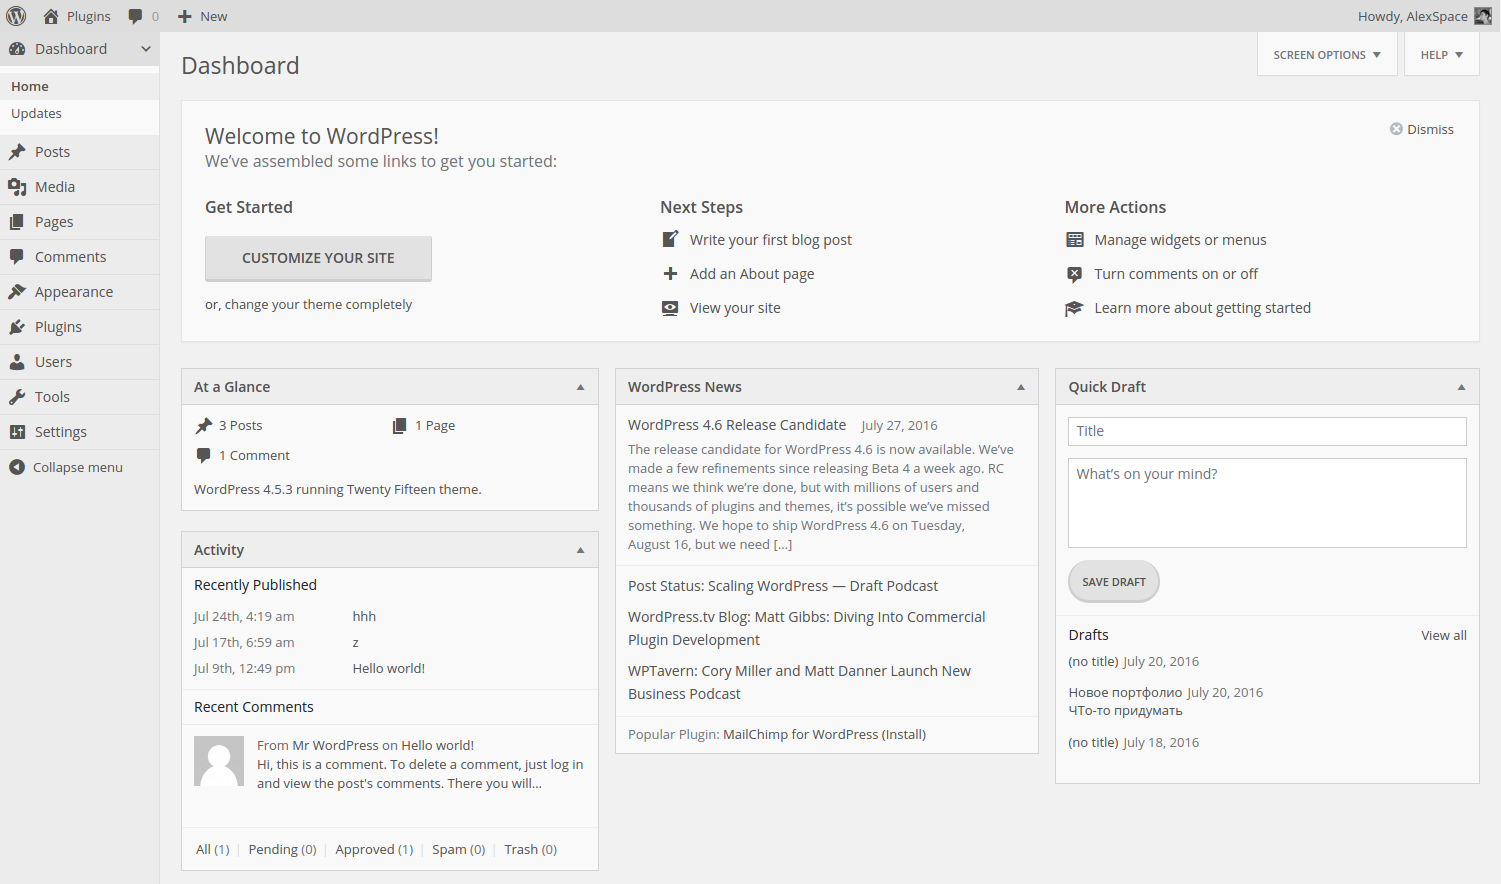 Plugins
0
New
Howdy, AlexSpace
Dashboard
Home
Updates
Posts
Media
Pages
Comments
Appearance
Plugins
Users
Tools
Settings
Collapse menu
Dashboard
SCREEN OPTIONS
HELP
Welcome to WordPress!
We’ve assembled some links to get you started:
Dismiss
Get Started
CUSTOMIZE YOUR SITE
or, change your theme completely
Next Steps
Write your first blog post
Add an About page
View your site
More Actions
Manage widgets or menus
Turn comments on or off
Learn more about getting started
At a Glance
3 Posts
1 Page
1 Comment
WordPress 4.5.3 running Twenty Fifteen theme.
Activity
Recently Published
Jul 24th, 4:19 am hhh
Jul 17th, 6:59 am z
Jul 9th, 12:49 pm Hello world!
Recent Comments
From Mr WordPress on Hello world!
Hi, this is a comment. To delete a comment, just log in
and view the post's comments. There you will…
All (1) | Pending (0) | Approved (1) | Spam (0) | Trash (0)
WordPress News
WordPress 4.6 Release Candidate July 27, 2016
The release candidate for WordPress 4.6 is now available. We’ve
made a few refinements since releasing Beta 4 a week ago. RC
means we think we’re done, but with millions of users and
thousands of plugins and themes, it’s possible we’ve missed
something. We hope to ship WordPress 4.6 on Tuesday,
August 16, but we need […]
Post Status: Scaling WordPress — Draft Podcast
WordPress.tv Blog: Matt Gibbs: Diving Into Commercial
Plugin Development
WPTavern: Cory Miller and Matt Danner Launch New
Business Podcast
Popular Plugin: MailChimp for WordPress (Install)
Quick Draft
Title
What’s on your mind?
SAVE DRAFT
Drafts
View all
(no title) July 20, 2016
Новое портфолио July 20, 2016
ЧТо-то придумать
(no title) July 18, 2016